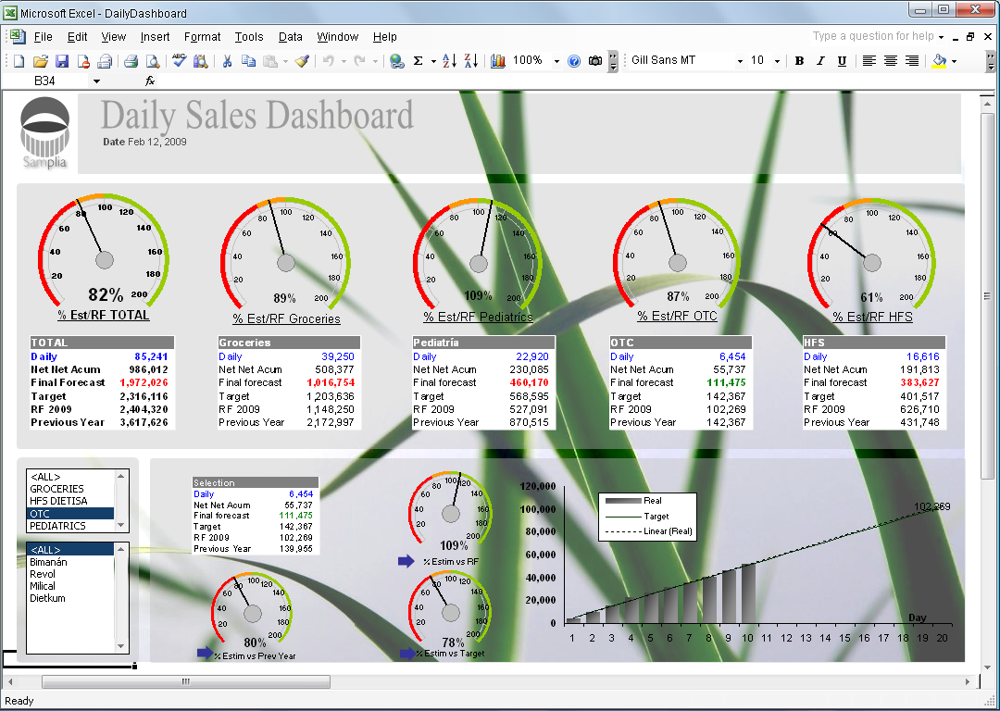 Microsoft Excel - DailyDashboard
File Edit View Insert Format Tools Data Window Help Type a question for help
100% Gill Sans MT 10 B I U
B34 fx
Samplia
Daily Sales Dashboard
Date Feb 12, 2009
20 40 60 80 100 120 140 160 180 200
82%
% Est/RF TOTAL
20 40 60 80 100 120 140 160 180 200
89%
% Est/RF Groceries
20 40 60 80 100 120 140 160 180 200
109%
% Est/RF Pediatrics
20 40 60 80 100 120 140 160 180 200
87%
% Est/RF OTC
20 40 60 80 100 120 140 160 180 200
61%
% Est/RF HFS
TOTAL
Daily 85,241
Net Net Acum 986,012
Final Forecast 1,972,026
Target 2,316,116
RF 2009 2,404,320
Previous Year 3,617,626
Groceries
Daily 39,250
Net Net Acum 508,377
Final forecast 1,016,754
Target 1,203,636
RF 2009 1,148,250
Previous Year 2,172,997
Pediatría
Daily 22,920
Net Net Acum 230,085
Final forecast 460,170
Target 568,595
RF 2009 527,091
Previous Year 870,515
OTC
Daily 6,454
Net Net Acum 55,737
Final forecast 111,475
Target 142,367
RF 2009 102,269
Previous Year 142,367
HFS
Daily 16,616
Net Net Acum 191,813
Final forecast 383,627
Target 401,517
RF 2009 626,710
Previous Year 431,748
<ALL>
GROCERIES
HFS DIETISA
OTC
PEDIATRICS
<ALL>
Bimanán
Revol
Milical
Dietkum
Selection
Daily 6,454
Net Net Acum 55,737
Final forecast 111,475
Target 142,367
RF 2009 102,269
Previous Year 139,955
20 40 60 80 100 120 140 160 180 200
80%
% Estim vs Prev Year
20 40 60 80 100 120 140 160 180 200
109%
% Estim vs RF
20 40 60 80 100 120 140 160 180 200
78%
% Estim vs Target
120,000
100,000
80,000
60,000
40,000
20,000
0
Real
Target
Linear (Real)
102,269
Day
1 2 3 4 5 6 7 8 9 10 11 12 13 14 15 16 17 18 19 20
Ready